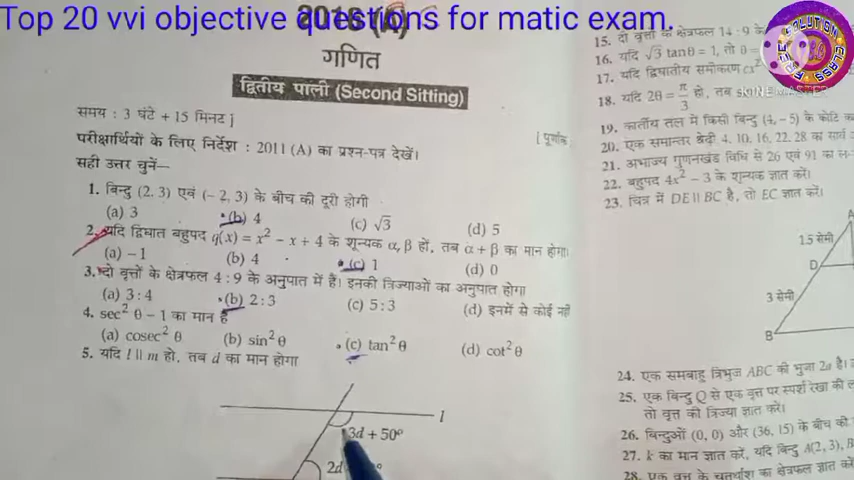 Top 20 vvi objective questions for matic exam.
2018 (A)
गणित
द्वितीय पाली (Second Sitting)
समय : 3 घंटे + 15 मिनट ]
[ पूर्णांक
परीक्षार्थियों के लिए निर्देश : 2011 (A) का प्रश्न-पत्र देखें।
सही उत्तर चुनें—
1. बिन्दु (2, 3) एवं (– 2, 3) के बीच की दूरी होगी
(a) 3 (b) 4 (c) √3 (d) 5
2. यदि द्विघात बहुपद q(x) = x² – x + 4 के शून्यक α, β हों, तब α + β का मान होगा।
(a) – 1 (b) 4 (c) 1 (d) 0
3. दो वृत्तों के क्षेत्रफल 4 : 9 के अनुपात में हैं। इनकी त्रिज्याओं का अनुपात होगा
(a) 3 : 4 (b) 2 : 3 (c) 5 : 3 (d) इनमें से कोई नहीं
4. sec² θ – 1 का मान है
(a) cosec² θ (b) sin² θ (c) tan² θ (d) cot² θ
5. यदि l || m हो, तब d का मान होगा
l
3d + 50°
2d
15. दो वृत्तों के क्षेत्रफल
16. यदि √3 tanθ = 1, तो θ =
17. यदि द्विघातीय समीकरण
18. यदि 2θ = π/3 हो, तब
19. कार्तीय तल में किसी बिन्दु (4, – 5) के कोटि
20. एक समान्तर श्रेढ़ी 4, 10, 16, 22, 28 का सार्व
21. अभाज्य गुणनखंड विधि से 26 एवं 91 का
22. बहुपद 4x² – 3 के शून्यक ज्ञात करें।
23. चित्र में DE || BC है, तो EC ज्ञात करें।
A
1.5 सेमी
D
3 सेमी
B
24. एक समबाहु त्रिभुज ABC की भुजा 2a है।
25. एक बिन्दु Q से एक वृत्त पर स्पर्श रेखा की
तो वृत्त की त्रिज्या ज्ञात करें।
26. बिन्दुओं (0, 0) और (36, 15) के बीच की
27. k का मान ज्ञात करें, यदि बिन्दु A(2, 3), B
28. एक वृत्त के चतुर्थांश का क्षेत्रफल ज्ञात
KINEMASTER